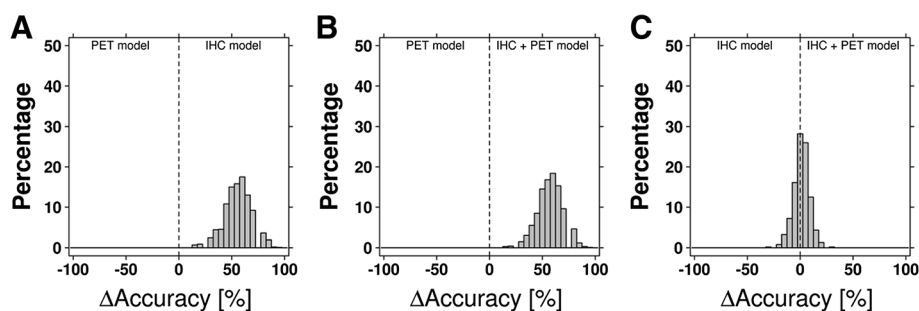 A
B
C
PET model
IHC model
PET model
IHC + PET model
IHC model
IHC + PET model
Percentage
50
40
30
20
10
0
-100
-50
0
50
100
ΔAccuracy [%]
Percentage
50
40
30
20
10
0
-100
-50
0
50
100
ΔAccuracy [%]
Percentage
50
40
30
20
10
0
-100
-50
0
50
100
ΔAccuracy [%]